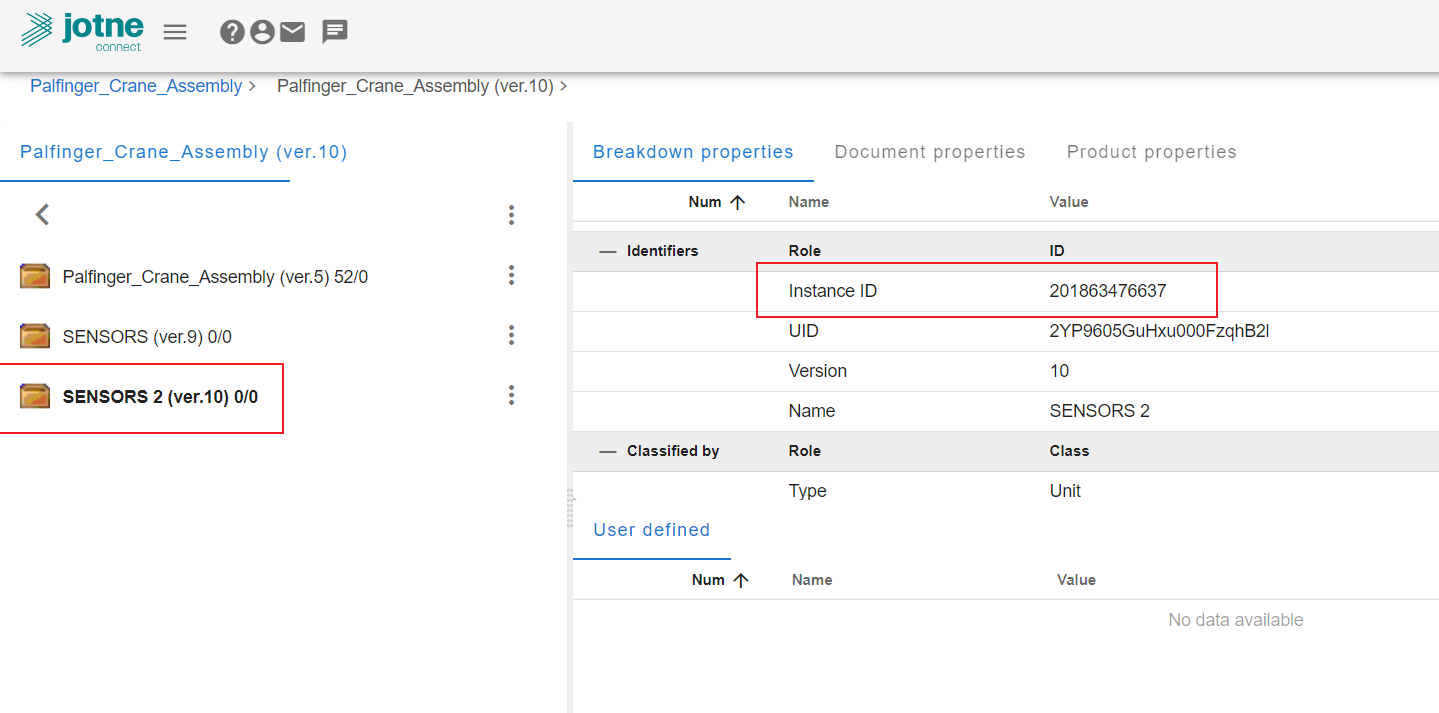 jotne
connect
Palfinger_Crane_Assembly > Palfinger_Crane_Assembly (ver.10) >
Palfinger_Crane_Assembly (ver.10)
Palfinger_Crane_Assembly (ver.5) 52/0
SENSORS (ver.9) 0/0
SENSORS 2 (ver.10) 0/0
Breakdown properties Document properties Product properties
Num Name Value
Identifiers Role ID
Instance ID 201863476637
UID 2YP9605GuHxu000FzqhB2l
Version 10
Name SENSORS 2
Classified by Role Class
Type Unit
User defined
Num Name Value
No data available